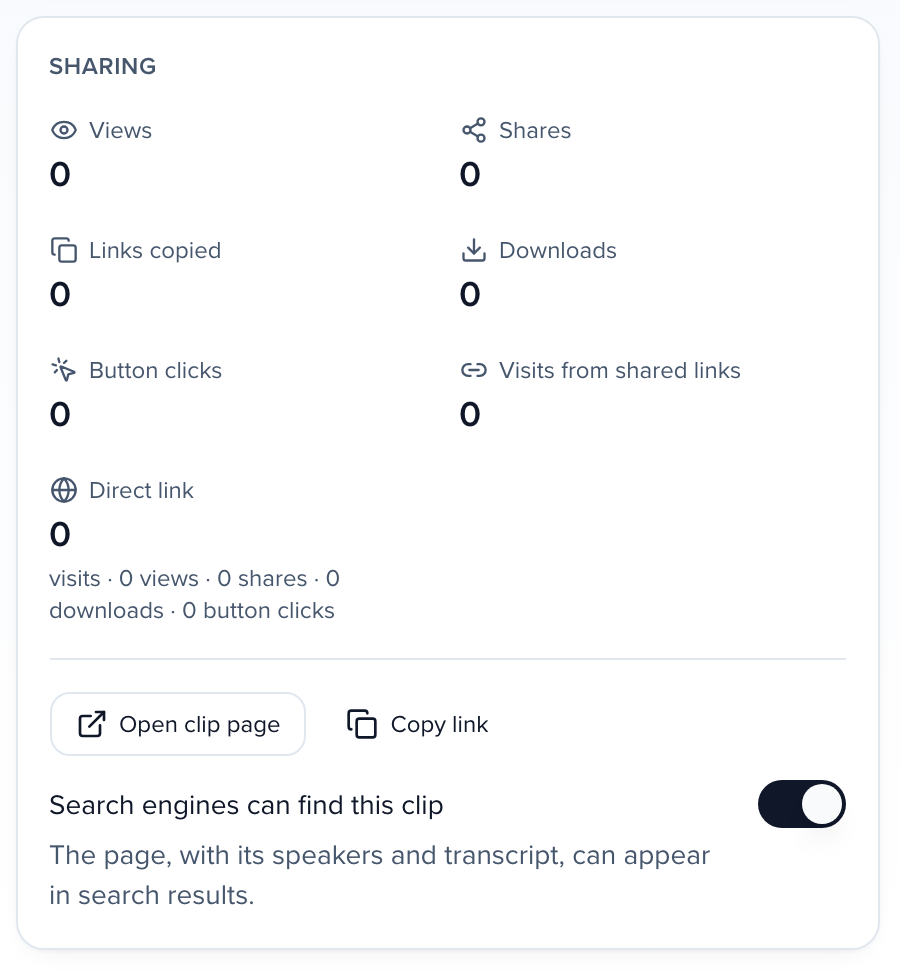 SHARING
Views
0
Shares
0
Links copied
0
Downloads
0
Button clicks
0
Visits from shared links
0
Direct link
0
visits · 0 views · 0 shares · 0
downloads · 0 button clicks
Open clip page
Copy link
Search engines can find this clip
The page, with its speakers and transcript, can appear
in search results.